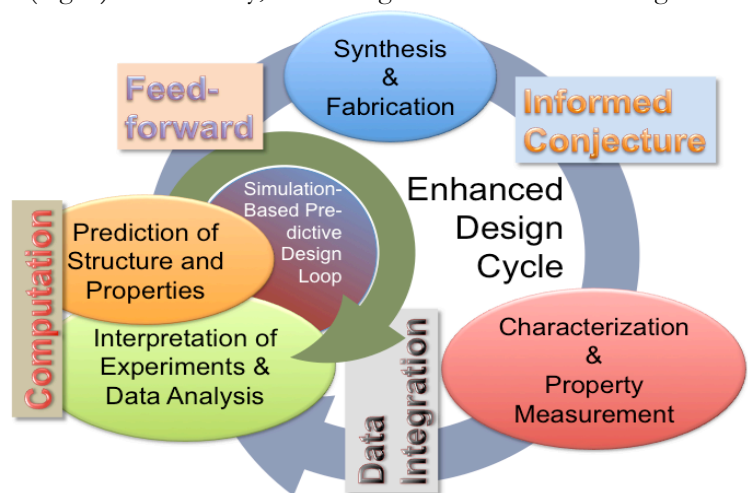 Synthesis
&
Fabrication
Feed-
forward
Informed
Conjecture
Simulation-
Based Pre-
dictive
Design
Loop
Enhanced
Design
Cycle
Computation
Prediction of
Structure and
Properties
Interpretation of
Experiments &
Data Analysis
Data
Integration
Characterization
&
Property
Measurement